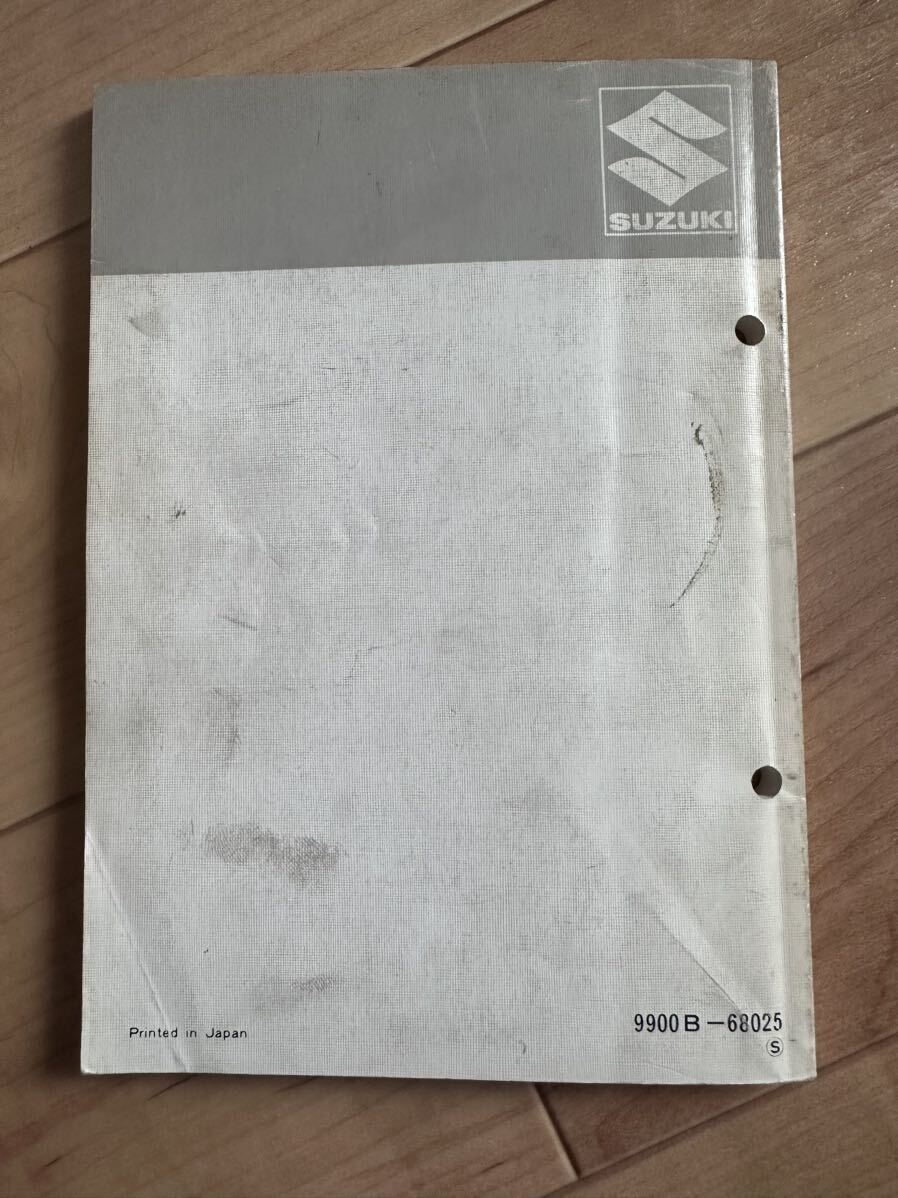 SUZUKI
Printed in Japan
9900B-68025
S